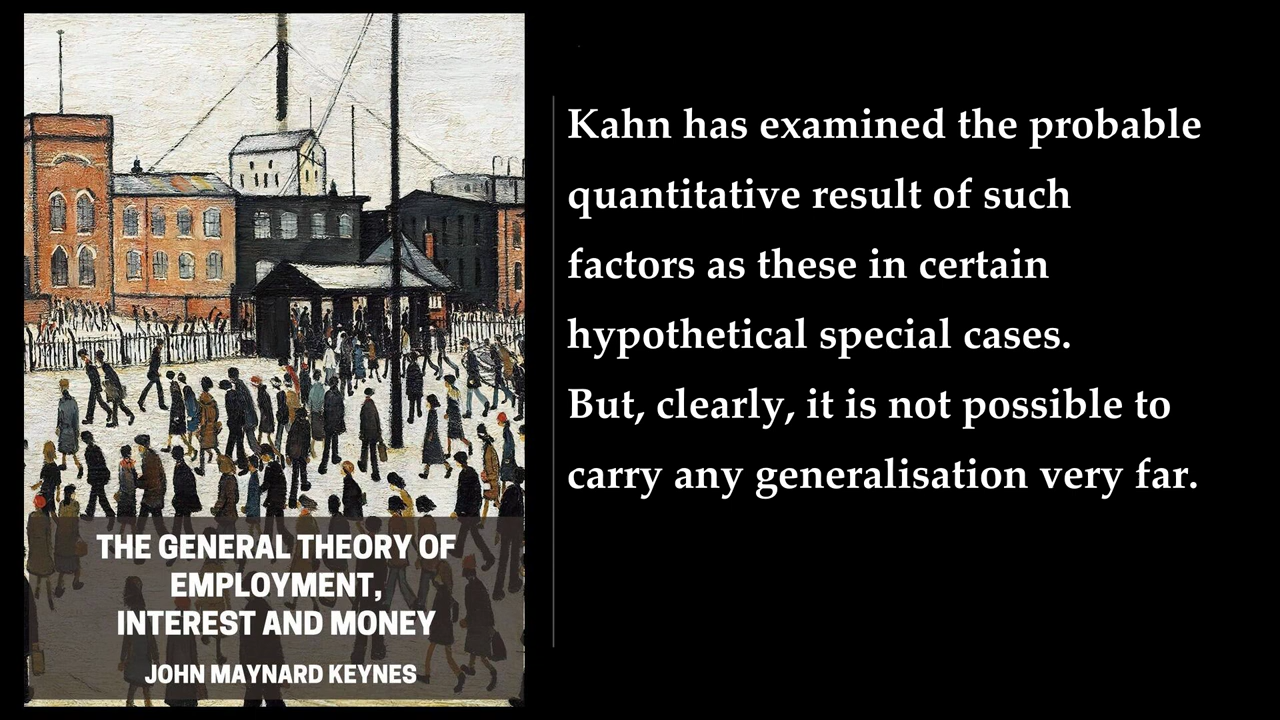 THE GENERAL THEORY OF
EMPLOYMENT,
INTEREST AND MONEY
JOHN MAYNARD KEYNES
Kahn has examined the probable
quantitative result of such
factors as these in certain
hypothetical special cases.
But, clearly, it is not possible to
carry any generalisation very far.